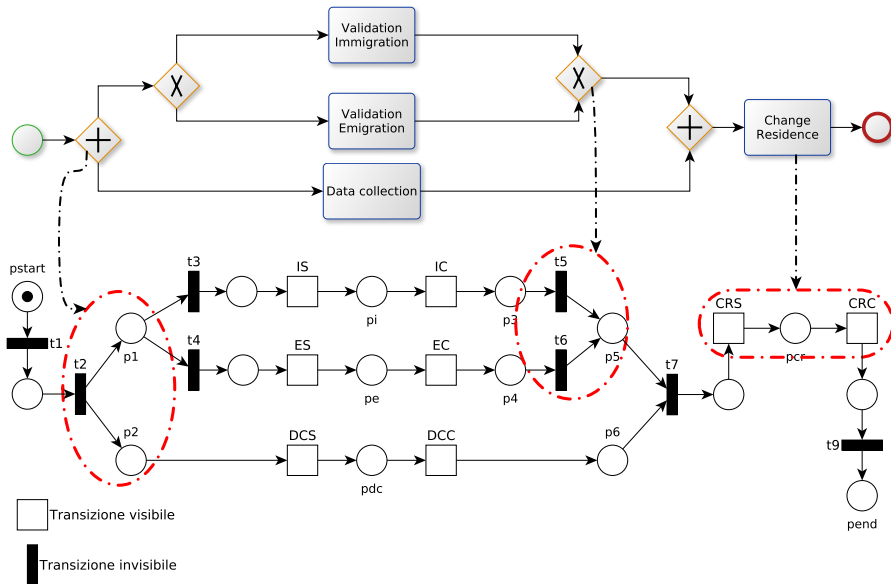 Validation
Immigration
Validation
Emigration
Data collection
Change
Residence
pstart
t1
t2
t3
t4
p1
p2
IS
pi
IC
p3
t5
ES
pe
EC
p4
t6
p5
DCS
pdc
DCC
p6
t7
CRS
pcr
CRC
t9
pend
Transizione visibile
Transizione invisibile